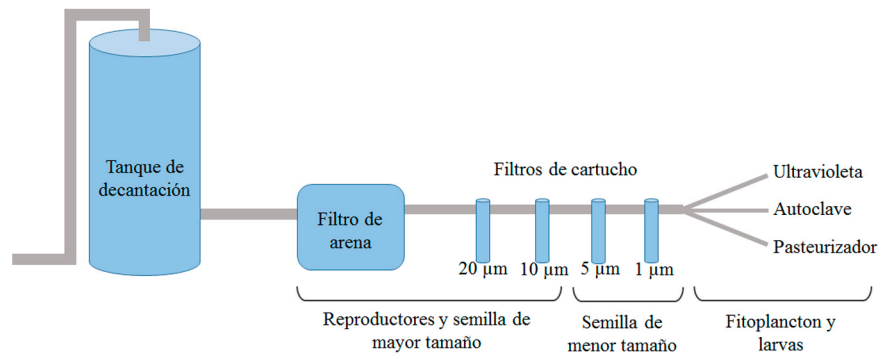 Tanque de
decantación
Filtro de
arena
Filtros de cartucho
20 µm
10 µm
5 µm
1 µm
Ultravioleta
Autoclave
Pasteurizador
Reproductores y semilla de
mayor tamaño
Semilla de
menor tamaño
Fitoplancton y
larvas